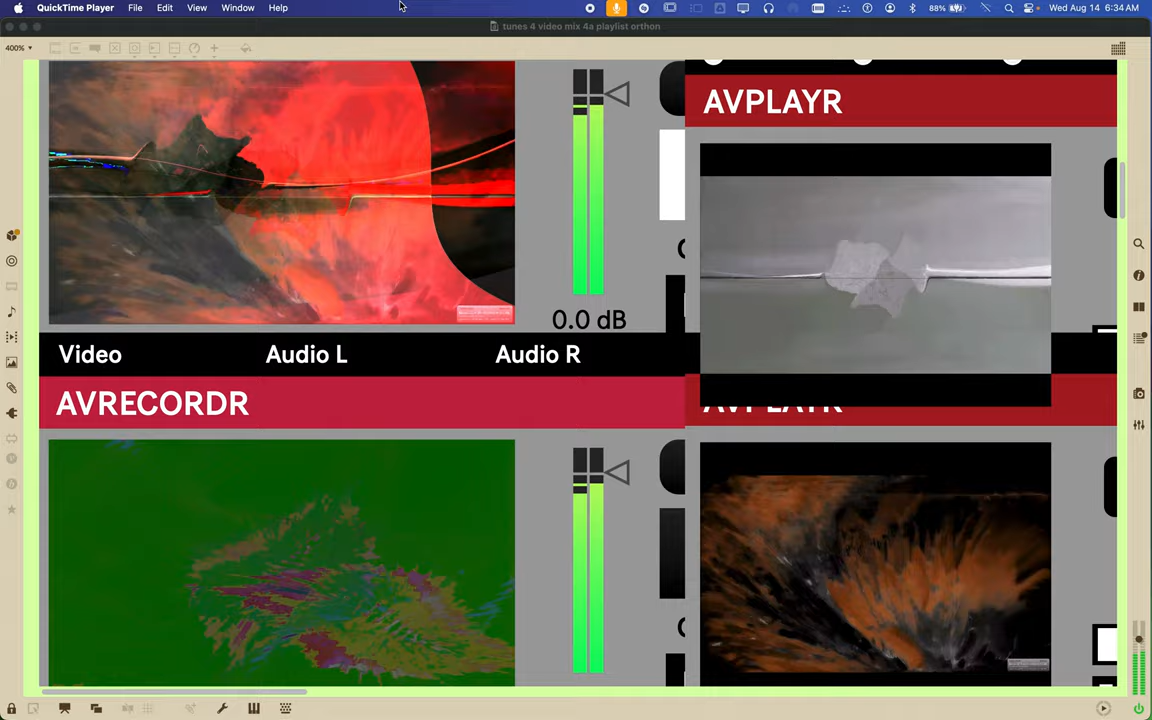 QuickTime Player File Edit View Window Help 88% Wed Aug 14 6:34 AM
tunes 4 video mix 4a playlist orthon
400%
AVPLAYR
0.0 dB
Video Audio L Audio R
AVRECORDR
AVPLAYR